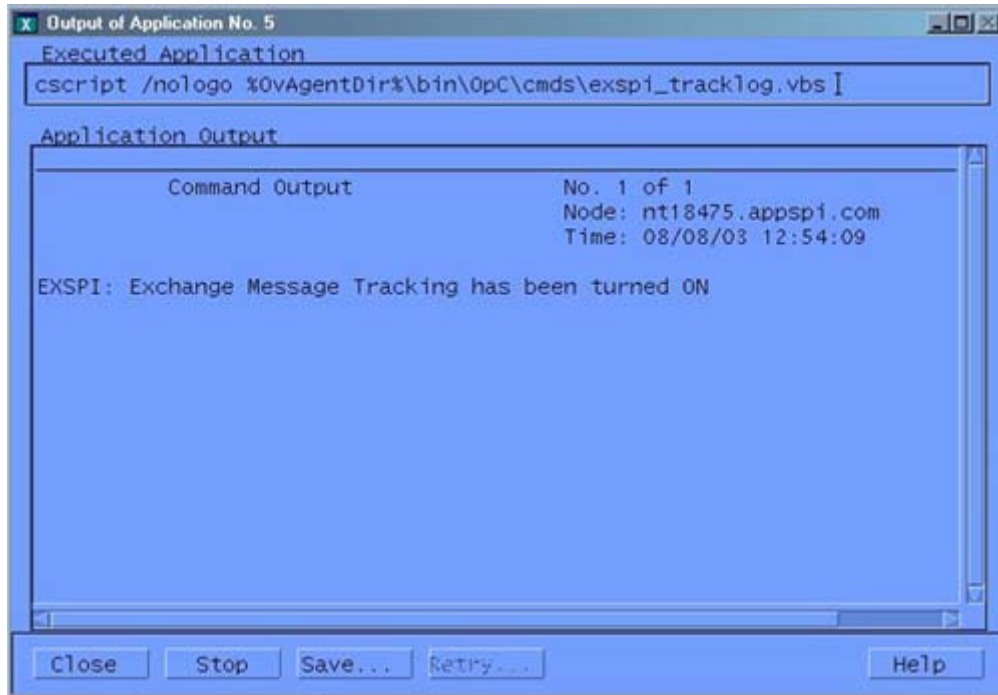 Output of Application No. 5
Executed Application
cscript /nologo %OvAgentDir%\bin\OpC\cmds\exspi_tracklog.vbs
Application Output
Command Output No. 1 of 1
Node: nt18475.appspi.com
Time: 08/08/03 12:54:09
EXSPI: Exchange Message Tracking has been turned ON
Close Stop Save... Retry... Help